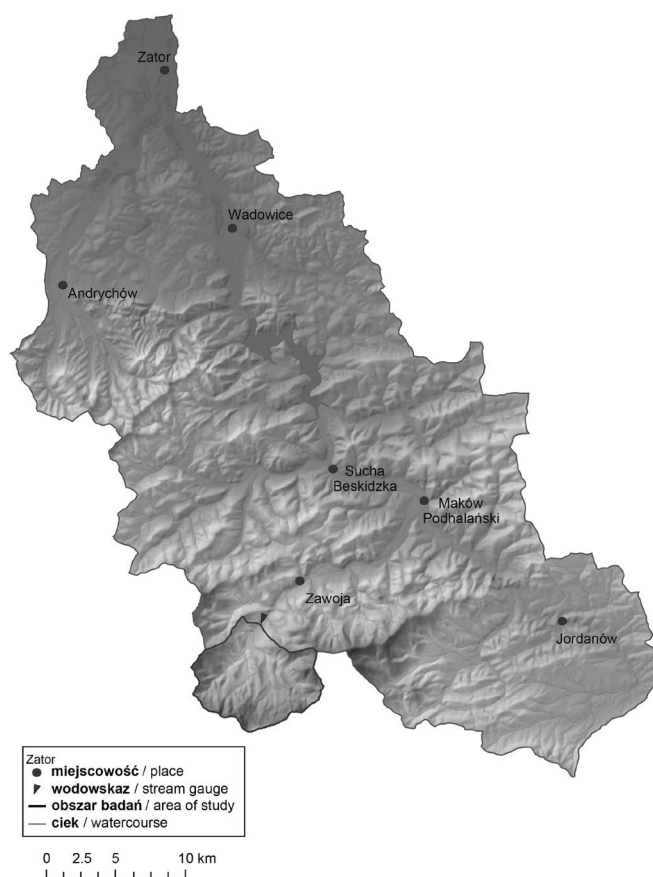 Zator
Wadowice
Andrychów
Sucha
Beskidzka
Maków
Podhalański
Zawoja
Jordanów
Zator
miejscowość / place
wodowskaz / stream gauge
obszar badań / area of study
ciek / watercourse
0 2.5 5 10 km